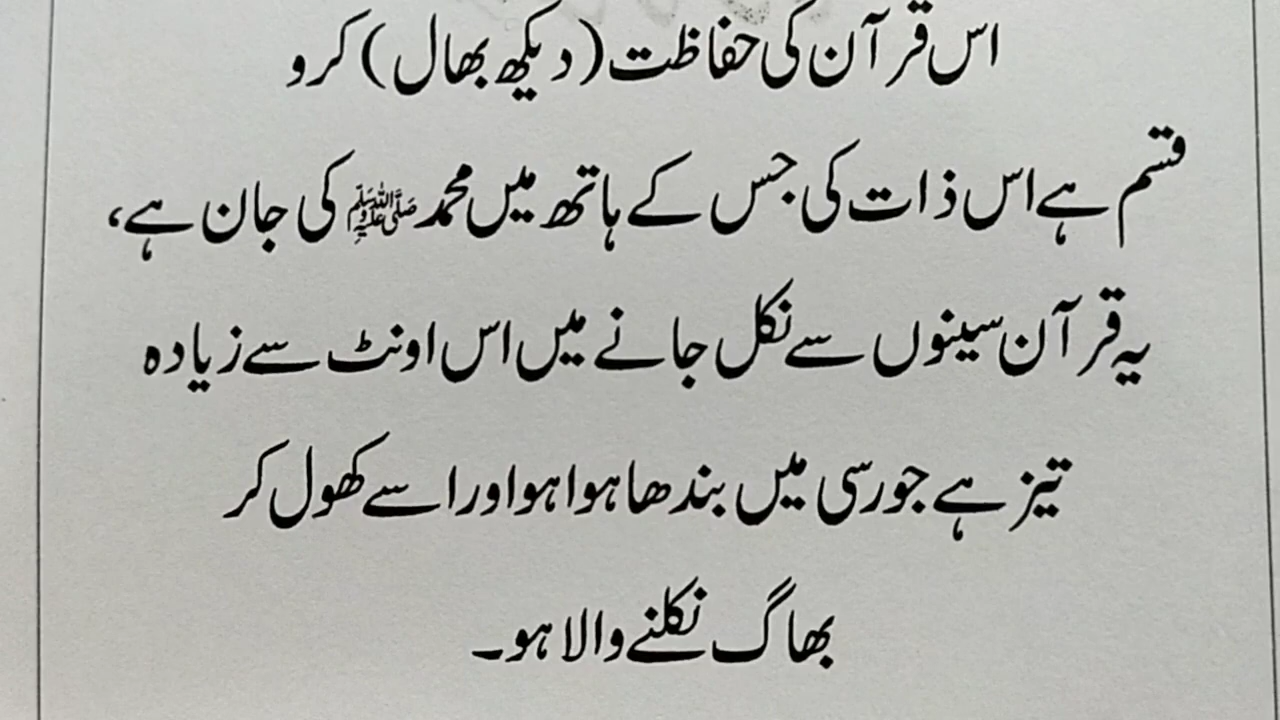 اس قرآن کی حفاظت (دیکھ بھال) کرو
قسم ہے اس ذات کی جس کے ہاتھ میں محمد ﷺ کی جان ہے،
یہ قرآن سینوں سے نکل جانے میں اس اونٹ سے زیادہ
تیز ہے جو رسی میں بندھا ہوا ہو اور اسے کھول کر
بھاگ نکلنے والا ہو۔